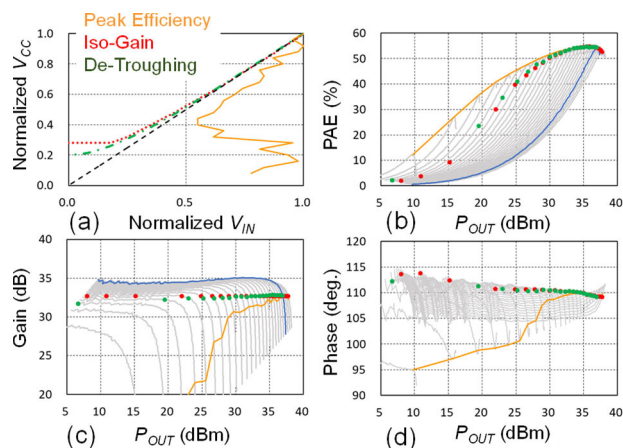 Peak Efficiency
Iso-Gain
De-Troughing
Normalized VCC
1.0
0.8
0.6
0.4
0.2
0.0
0.0
0.5
1.0
(a)
Normalized VIN
PAE (%)
60
50
40
30
20
10
0
5 10 15 20 25 30 35 40
(b)
POUT (dBm)
Gain (dB)
40
35
30
25
20
5 10 15 20 25 30 35 40
(c)
POUT (dBm)
Phase (deg.)
120
115
110
105
100
95
90
5 10 15 20 25 30 35 40
(d)
POUT (dBm)